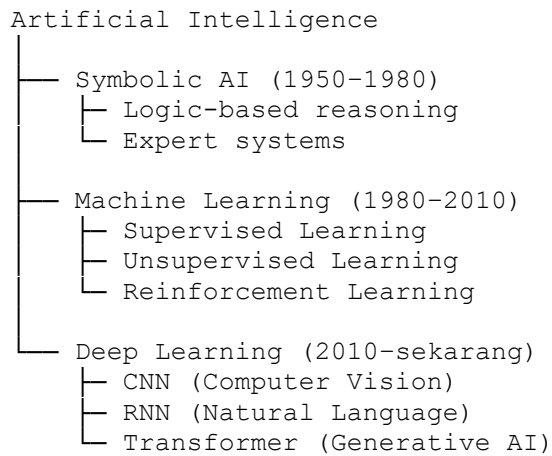 Artificial Intelligence
Symbolic AI (1950–1980)
Logic-based reasoning
Expert systems
Machine Learning (1980–2010)
Supervised Learning
Unsupervised Learning
Reinforcement Learning
Deep Learning (2010–sekarang)
CNN (Computer Vision)
RNN (Natural Language)
Transformer (Generative AI)